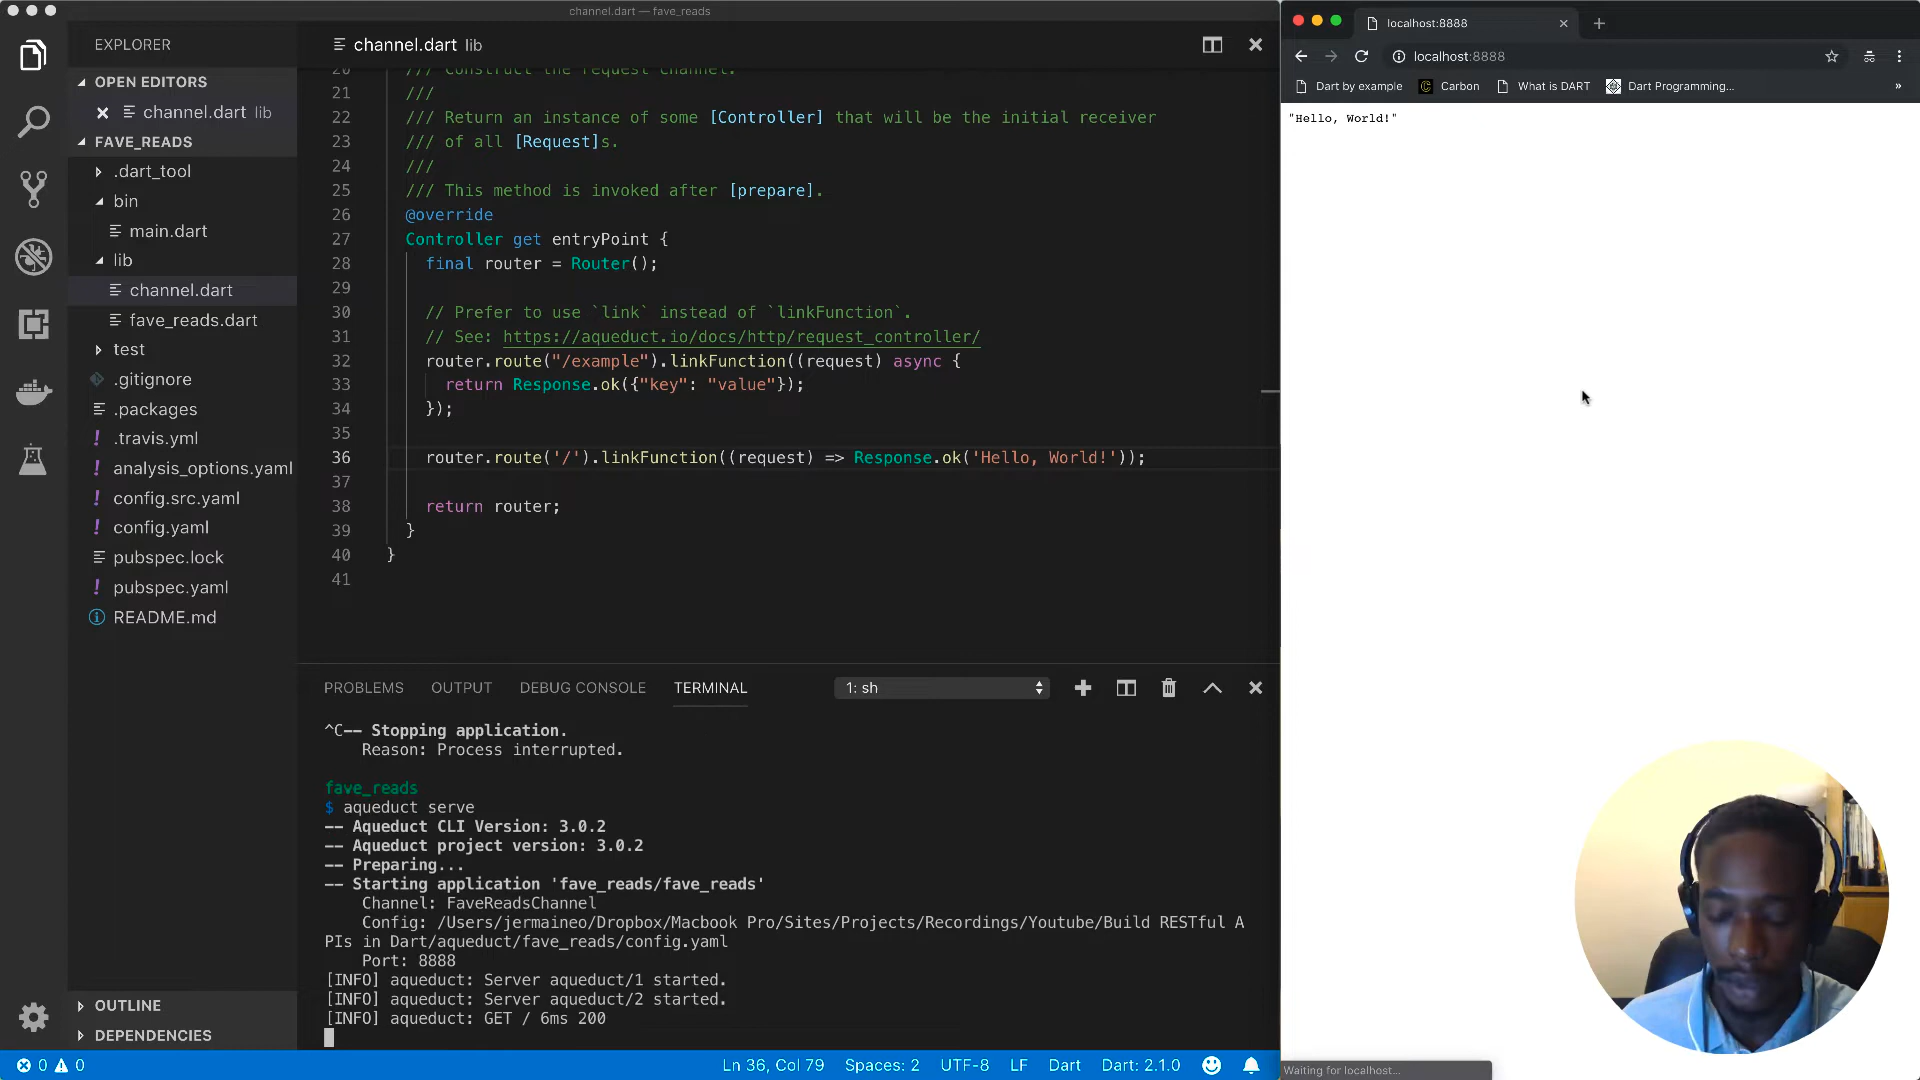 channel.dart — fave_reads
EXPLORER
OPEN EDITORS
channel.dart lib
FAVE_READS
.dart_tool
bin
main.dart
lib
channel.dart
fave_reads.dart
test
.gitignore
.packages
.travis.yml
analysis_options.yaml
config.src.yaml
config.yaml
pubspec.lock
pubspec.yaml
README.md
OUTLINE
DEPENDENCIES
channel.dart lib
20 /// Construct the request channel.
21 ///
22 /// Return an instance of some [Controller] that will be the initial receiver
23 /// of all [Request]s.
24 ///
25 /// This method is invoked after [prepare].
26 @override
27 Controller get entryPoint {
28 final router = Router();
29
30 // Prefer to use `link` instead of `linkFunction`.
31 // See: https://aqueduct.io/docs/http/request_controller/
32 router.route("/example").linkFunction((request) async {
33 return Response.ok({"key": "value"});
34 });
35
36 router.route('/').linkFunction((request) => Response.ok('Hello, World!'));
37
38 return router;
39 }
40 }
41
PROBLEMS OUTPUT DEBUG CONSOLE TERMINAL 1: sh
^C-- Stopping application.
Reason: Process interrupted.
fave_reads
$ aqueduct serve
-- Aqueduct CLI Version: 3.0.2
-- Aqueduct project version: 3.0.2
-- Preparing...
-- Starting application 'fave_reads/fave_reads'
Channel: FaveReadsChannel
Config: /Users/jermaineo/Dropbox/Macbook Pro/Sites/Projects/Recordings/Youtube/Build RESTful A
PIs in Dart/aqueduct/fave_reads/config.yaml
Port: 8888
[INFO] aqueduct: Server aqueduct/1 started.
[INFO] aqueduct: Server aqueduct/2 started.
[INFO] aqueduct: GET / 6ms 200
0 0 Ln 36, Col 79 Spaces: 2 UTF-8 LF Dart Dart: 2.1.0
localhost:8888
localhost:8888
Dart by example Carbon What is DART Dart Programming... »
"Hello, World!"
Waiting for localhost...